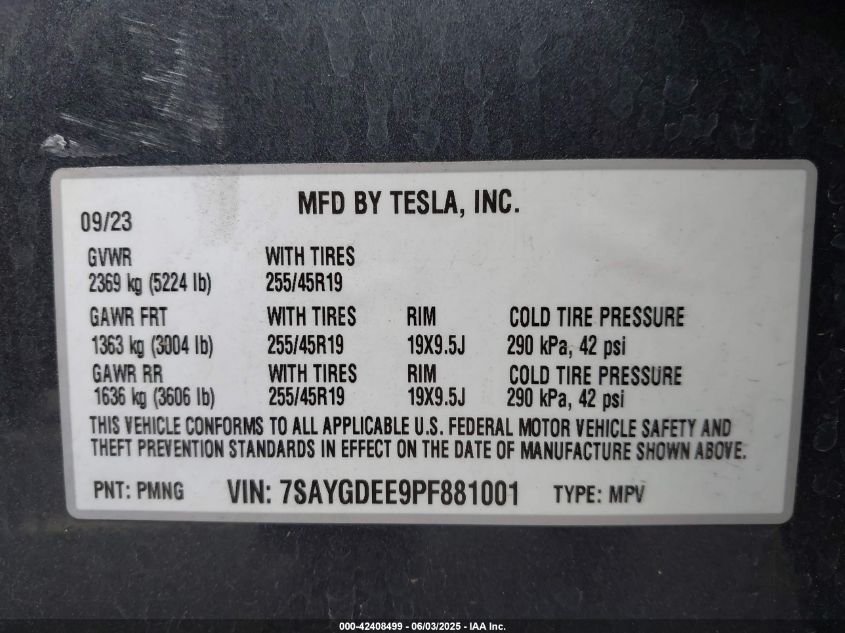 MFD BY TESLA, INC.
09/23
GVWR WITH TIRES
2369 kg (5224 lb) 255/45R19
GAWR FRT WITH TIRES RIM COLD TIRE PRESSURE
1363 kg (3004 lb) 255/45R19 19X9.5J 290 kPa, 42 psi
GAWR RR WITH TIRES RIM COLD TIRE PRESSURE
1636 kg (3606 lb) 255/45R19 19X9.5J 290 kPa, 42 psi
THIS VEHICLE CONFORMS TO ALL APPLICABLE U.S. FEDERAL MOTOR VEHICLE SAFETY AND
THEFT PREVENTION STANDARDS IN EFFECT ON THE DATE OF MANUFACTURE SHOWN ABOVE.
PNT: PMNG VIN: 7SAYGDEE9PF881001 TYPE: MPV
000-42408499 - 06/03/2025 - IAA Inc.